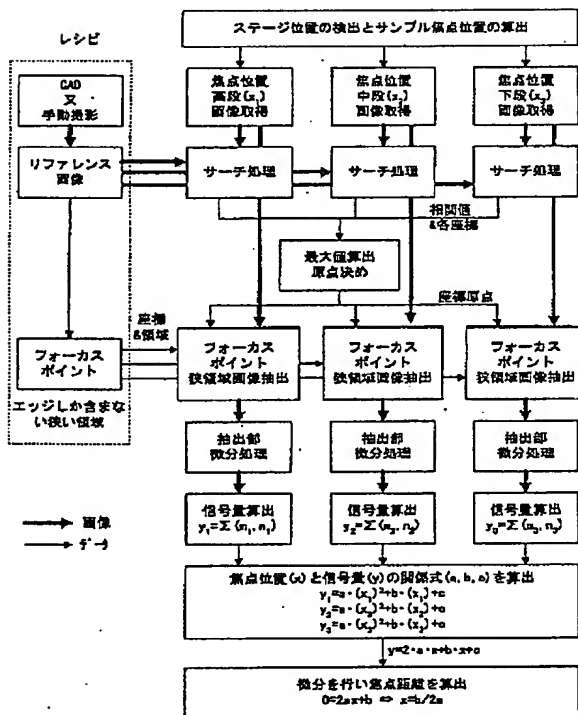 ステージ位置の検出とサンプル焦点位置の算出
レシピ
CAD
又
手動撮影
焦点位置
高段(x₁)
画像取得
焦点位置
中段(x₂)
画像取得
焦点位置
下段(x₃)
画像取得
リファレンス
画像
サーチ処理
サーチ処理
サーチ処理
相関値
&各座標
最大値算出
原点決め
座標原点
座標
&領域
フォーカス
ポイント
フォーカス
ポイント
狭領域画像抽出
フォーカス
ポイント
狭領域画像抽出
フォーカス
ポイント
狭領域画像抽出
エッジしか含まな
い狭い領域
抽出部
微分処理
抽出部
微分処理
抽出部
微分処理
信号量算出
y₁=Σ(m₁,n₁)
信号量算出
y₂=Σ(m₂,n₂)
信号量算出
y₃=Σ(m₃,n₃)
画像
データ
焦点位置(x)と信号量(y)の関係式(a,b,c)を算出
y₁=a・(x₁)²+b・(x₁)+c
y₂=a・(x₂)²+b・(x₂)+c
y₃=a・(x₃)²+b・(x₃)+c
y=2・a・x+b・x+c
微分を行い焦点距離を算出
0=2ax+b ⇔ x=b/2a